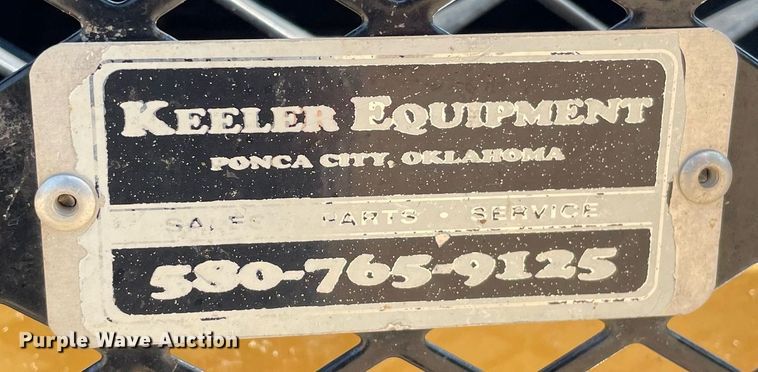 KEELER EQUIPMENT
PONCA CITY, OKLAHOMA
SALES · PARTS · SERVICE
580-765-9125
Purple Wave Auction